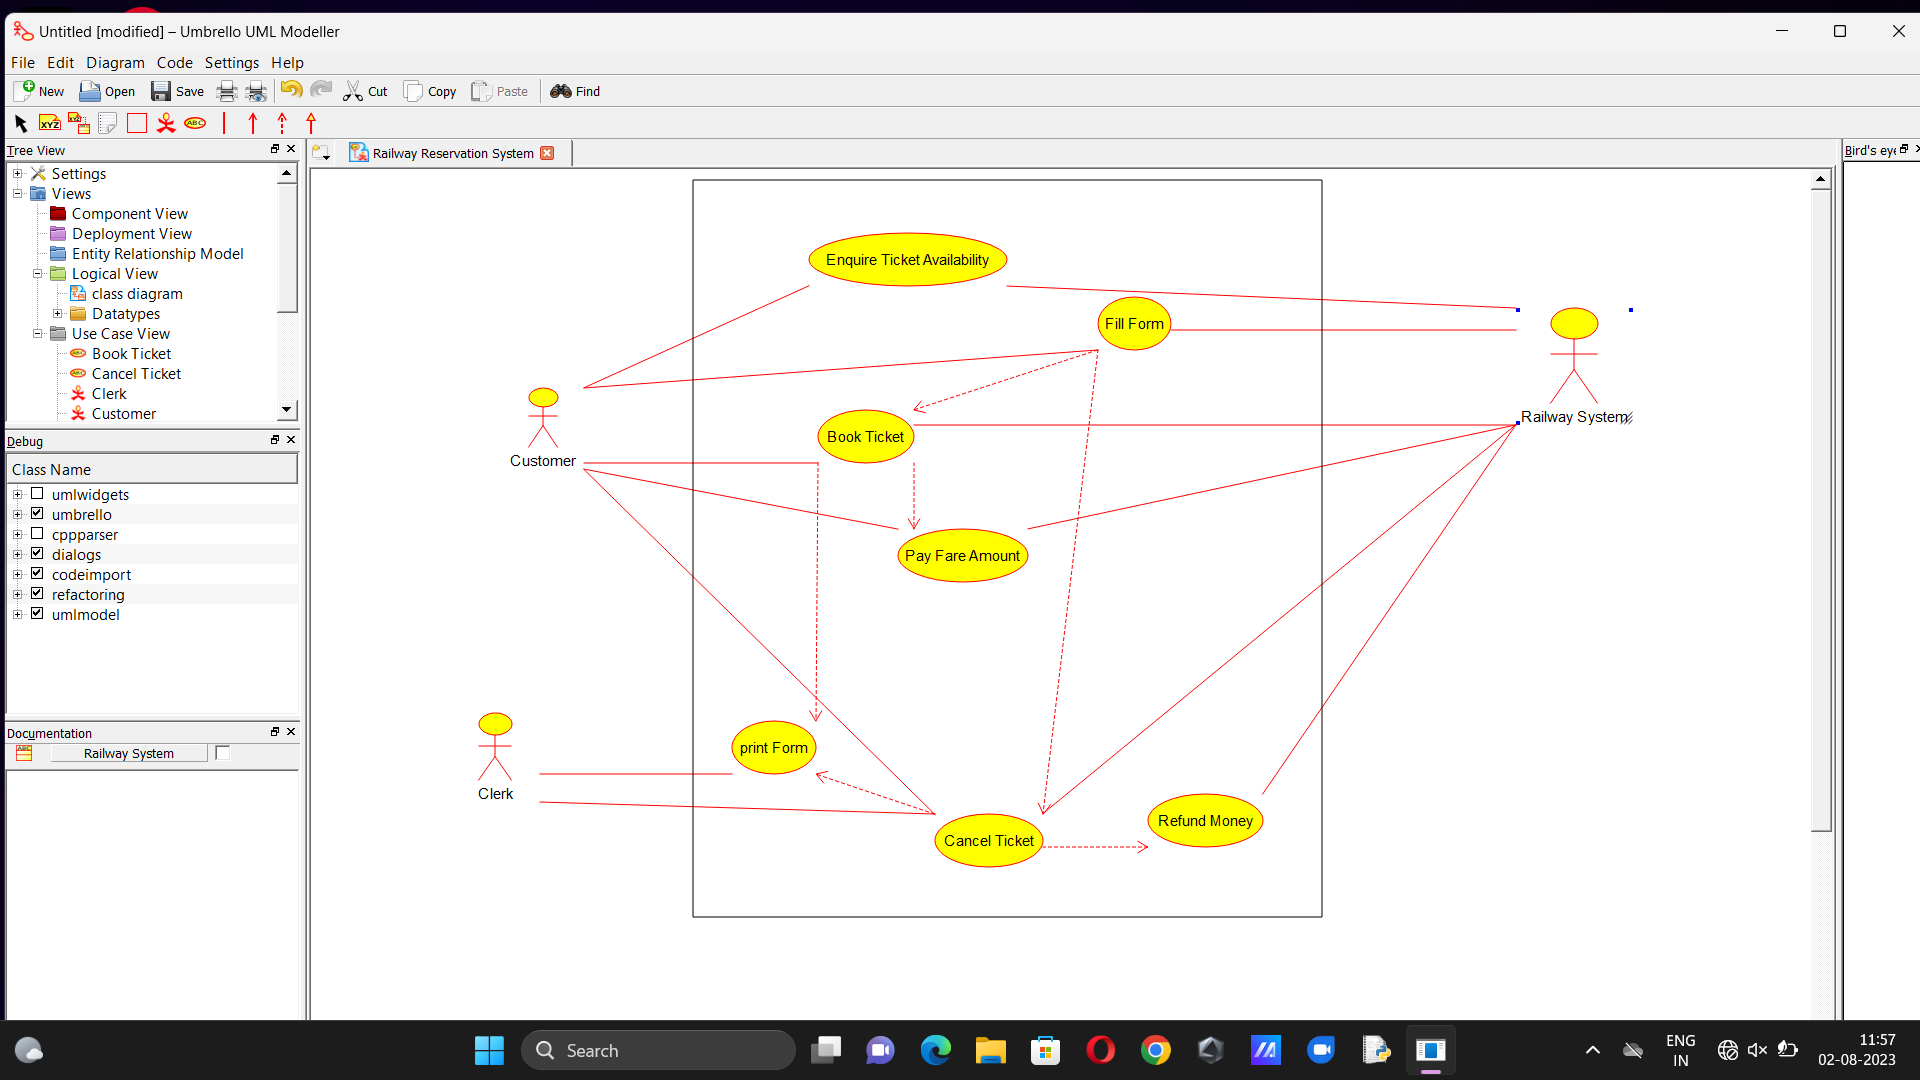 Untitled [modified] – Umbrello UML Modeller
File Edit Diagram Code Settings Help
New Open Save Cut Copy Paste Find
XYZ XYZ ABC
Tree View
Railway Reservation System
Bird's eye
Settings
Views
Component View
Deployment View
Entity Relationship Model
Logical View
class diagram
Datatypes
Use Case View
Book Ticket
Cancel Ticket
Clerk
Customer
Debug
Class Name
umlwidgets
umbrello
cppparser
dialogs
codeimport
refactoring
umlmodel
Documentation
Railway System
Enquire Ticket Availability
Fill Form
Railway System
Book Ticket
Customer
Pay Fare Amount
print Form
Clerk
Refund Money
Cancel Ticket
Search
ENG
IN
11:57
02-08-2023